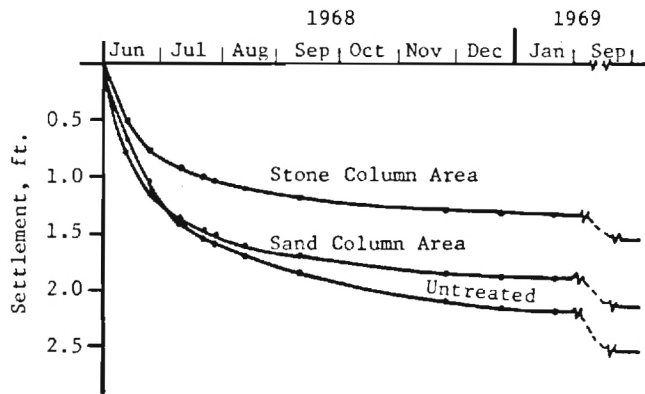 1968 1969
Jun Jul Aug Sep Oct Nov Dec Jan Sep
0.5
Stone Column Area
1.0
1.5
Sand Column Area
Untreated
2.0
2.5
Settlement, ft.